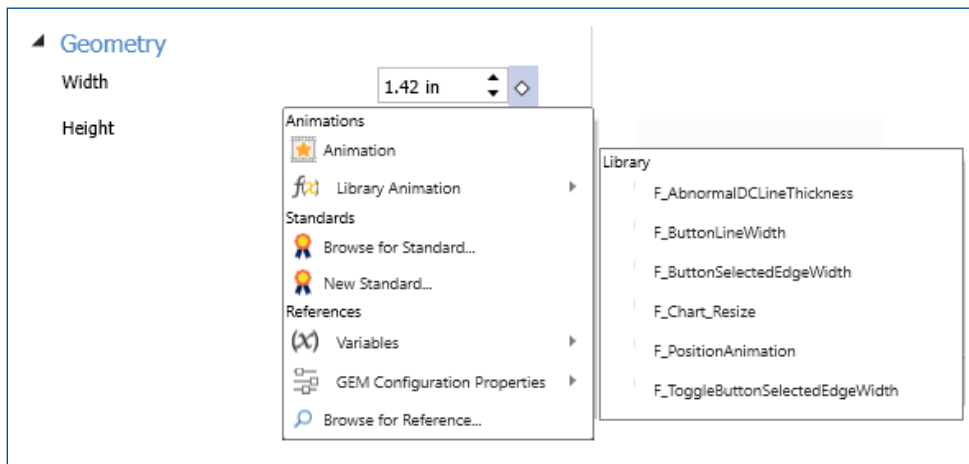 Geometry
Width
1.42 in
Height
Animations
Animation
f(x) Library Animation
Standards
Browse for Standard...
New Standard...
References
(X) Variables
GEM Configuration Properties
Browse for Reference...
Library
F_AbnormalDCLineThickness
F_ButtonLineWidth
F_ButtonSelectedEdgeWidth
F_Chart_Resize
F_PositionAnimation
F_ToggleButtonSelectedEdgeWidth